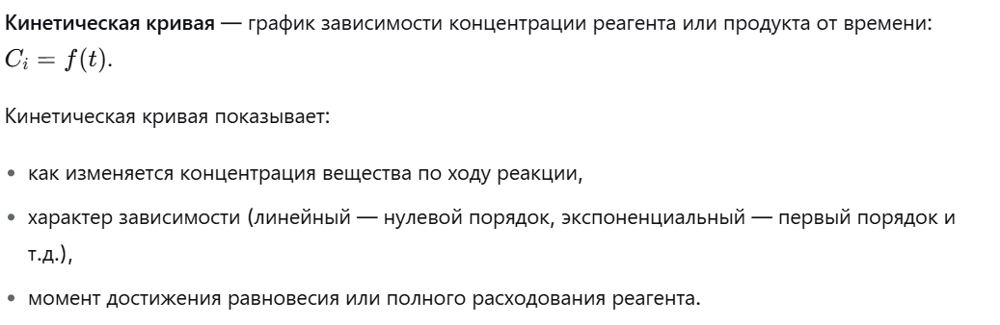 Кинетическая кривая — график зависимости концентрации реагента или продукта от времени:
Cᵢ = f(t).
Кинетическая кривая показывает:
• как изменяется концентрация вещества по ходу реакции,
• характер зависимости (линейный — нулевой порядок, экспоненциальный — первый порядок и
т.д.),
• момент достижения равновесия или полного расходования реагента.